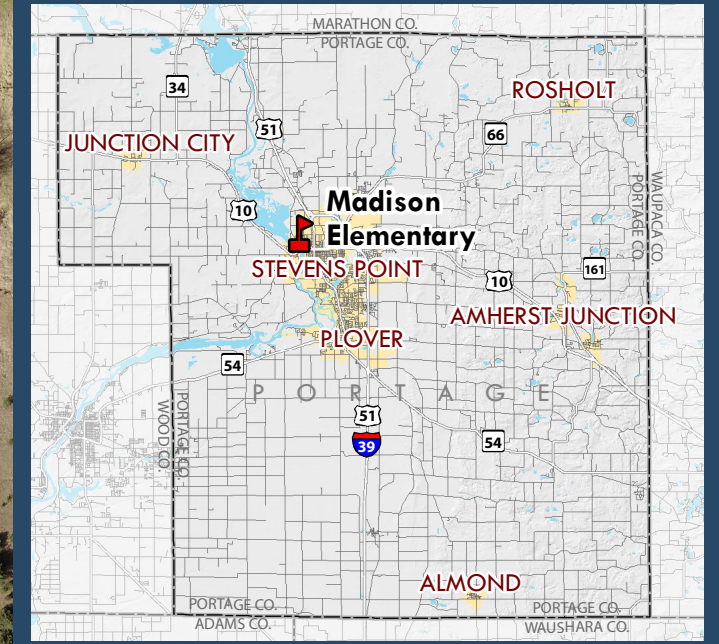 MARATHON CO.
PORTAGE CO.
34
ROSHOLT
51
66
JUNCTION CITY
WAUPACA CO.
PORTAGE CO.
10
Madison
Elementary
STEVENS POINT
10
161
AMHERST JUNCTION
PLOVER
54
PORTAGE
PORTAGE CO.
WOOD CO.
51
39
54
ALMOND
PORTAGE CO.
ADAMS CO.
PORTAGE CO.
WAUSHARA CO.